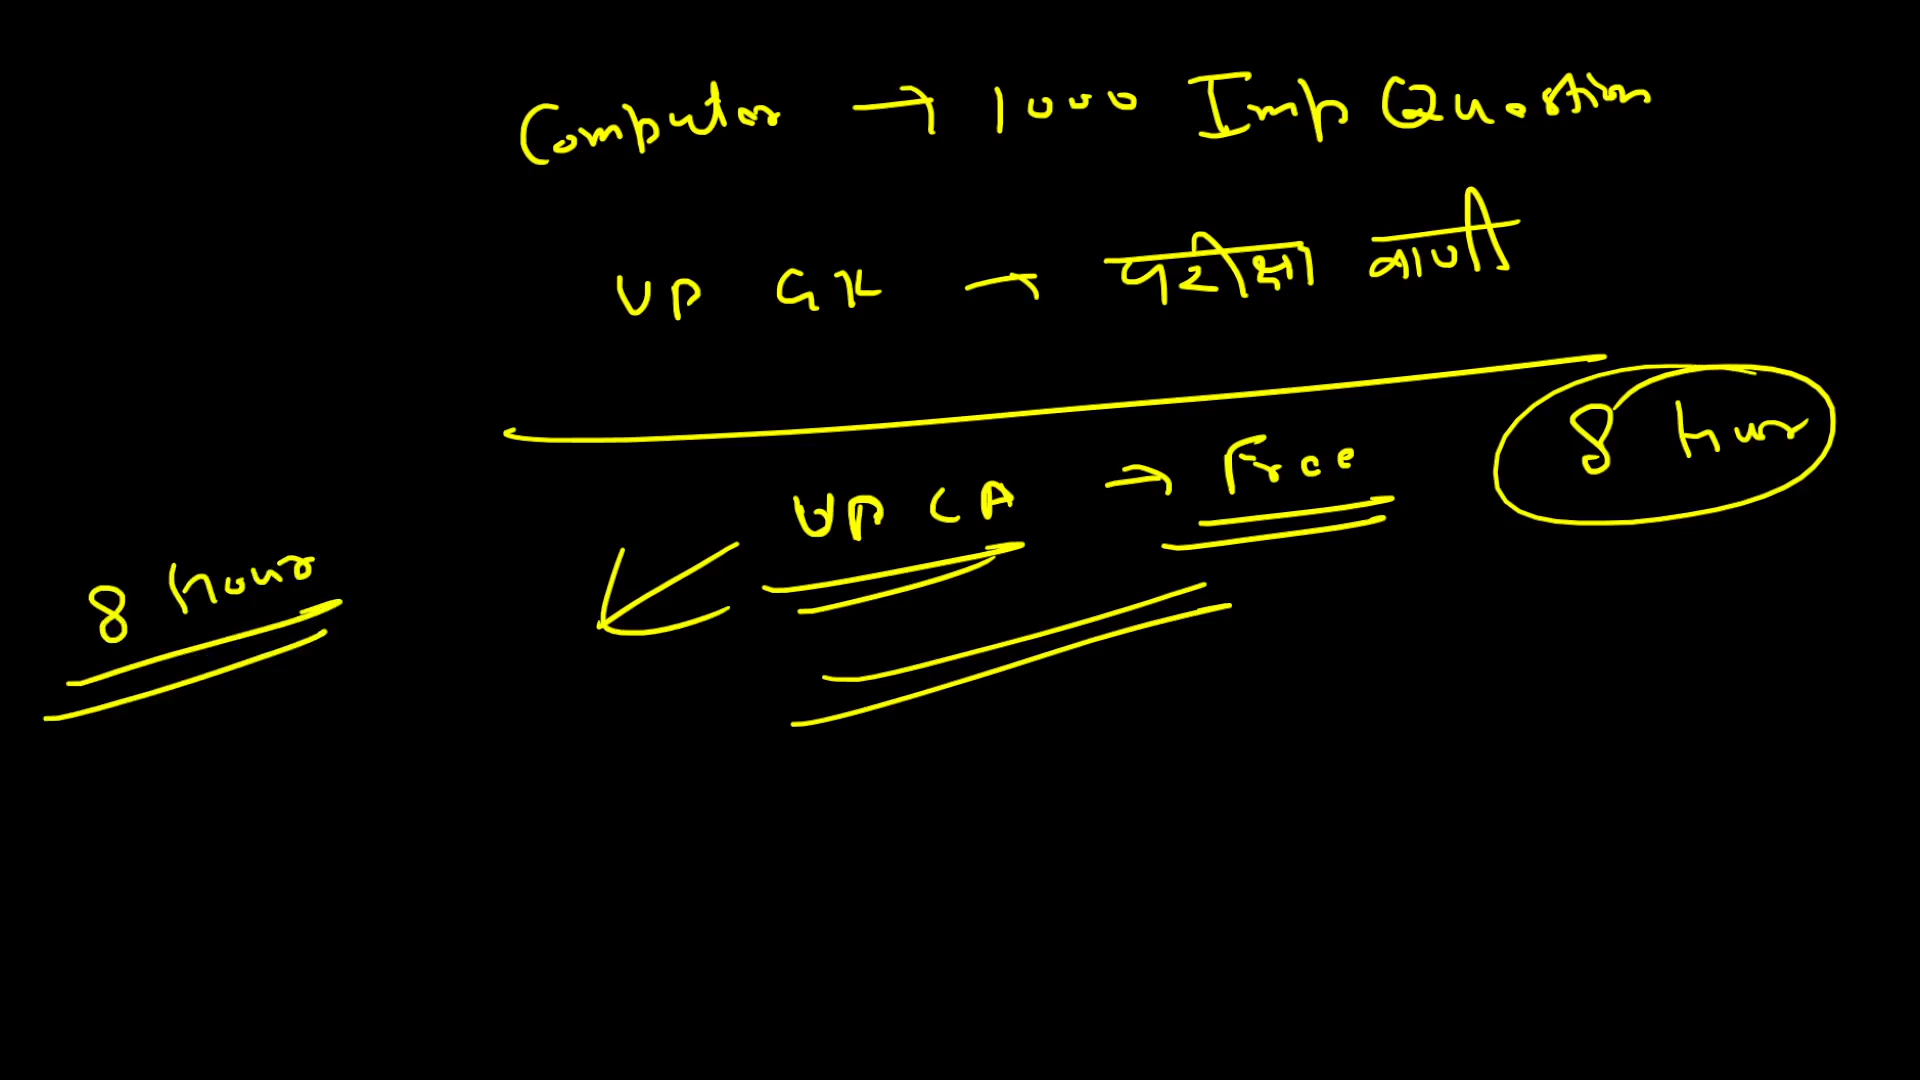 Computer → 1000 Imp Question
UP GK → परीक्षा वाणी
8 hour
UP CA → Free
8 hour